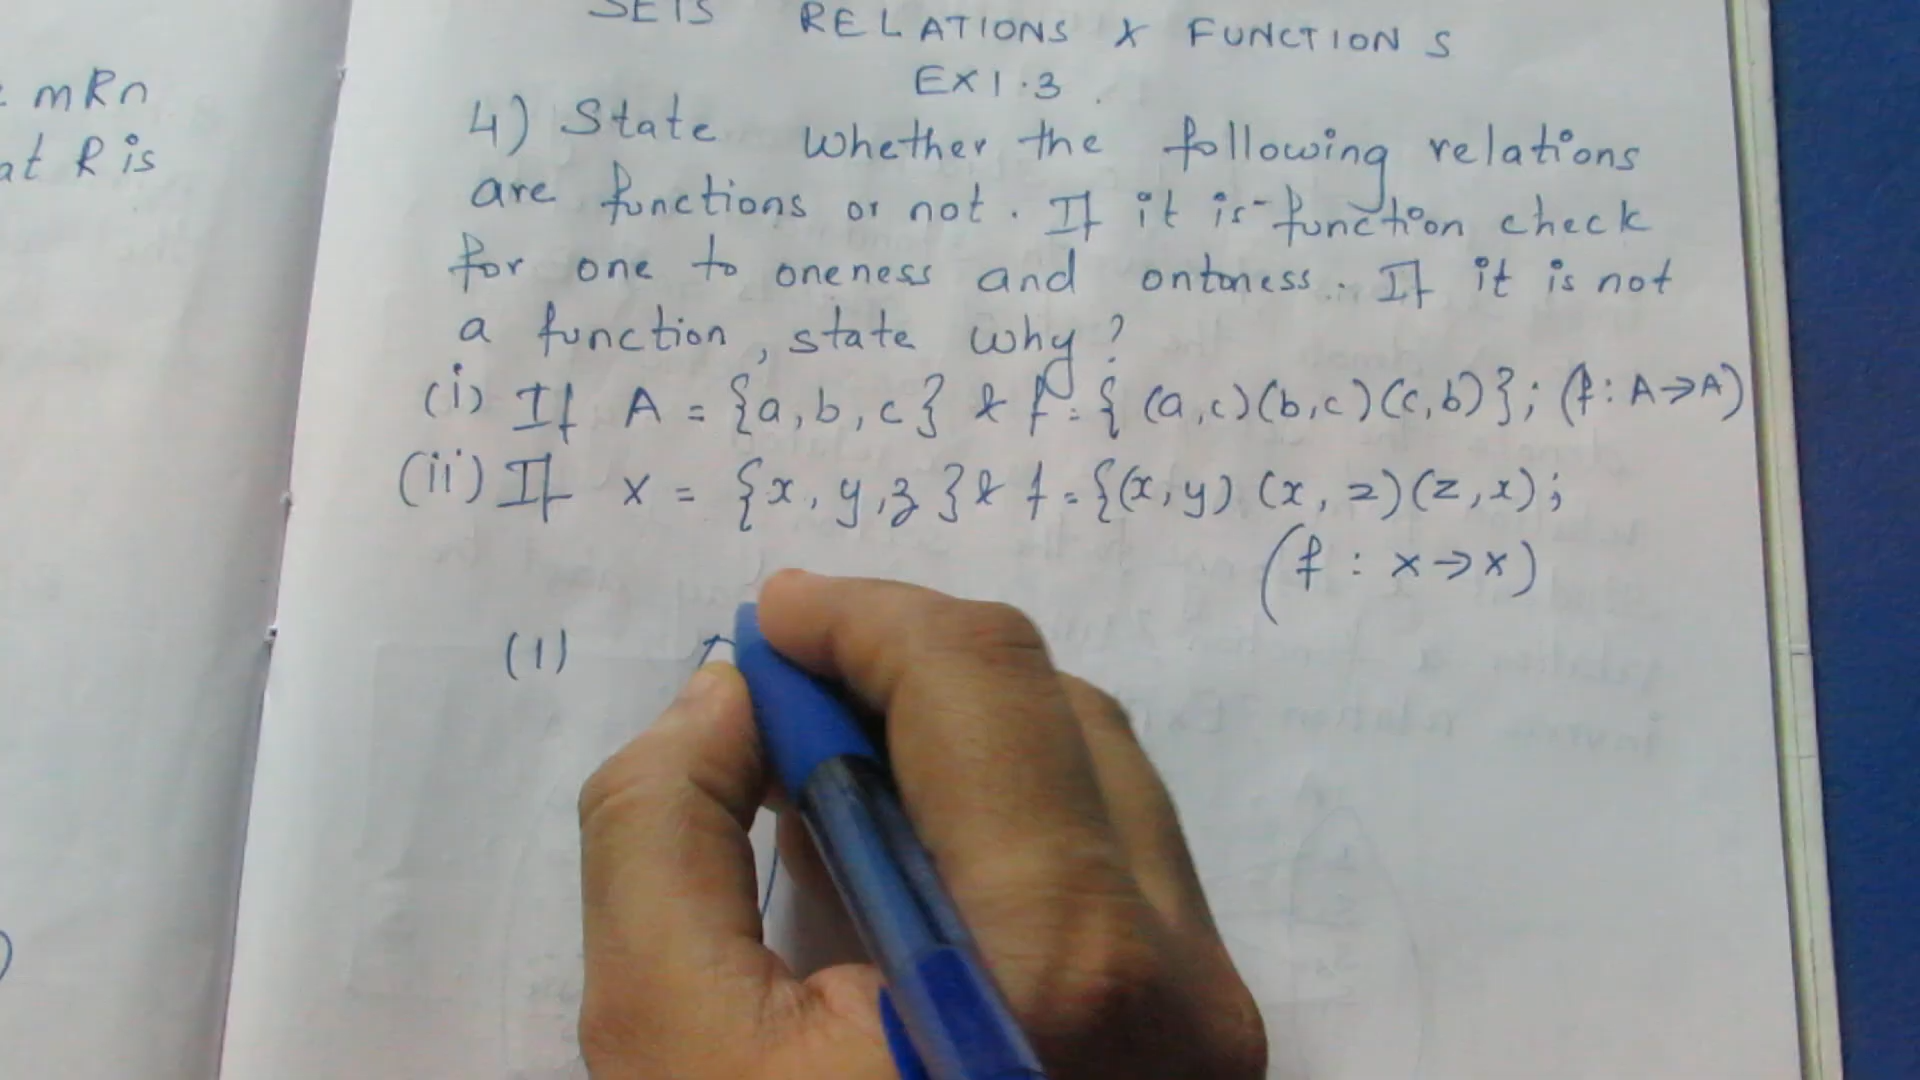 SETS RELATIONS & FUNCTIONS
EX 1.3
mRn
at R is
4) State whether the following relations
are functions or not. If it is function check
for one to oneness and ontoness. If it is not
a function, state why?
(i) If A = {a, b, c} & f = { (a,c)(b,c)(c,b)}; (f: A→A)
(ii) If x = {x, y, z} & f = {(x,y) (x, z)(z,x);
(f : x→x)
(1)